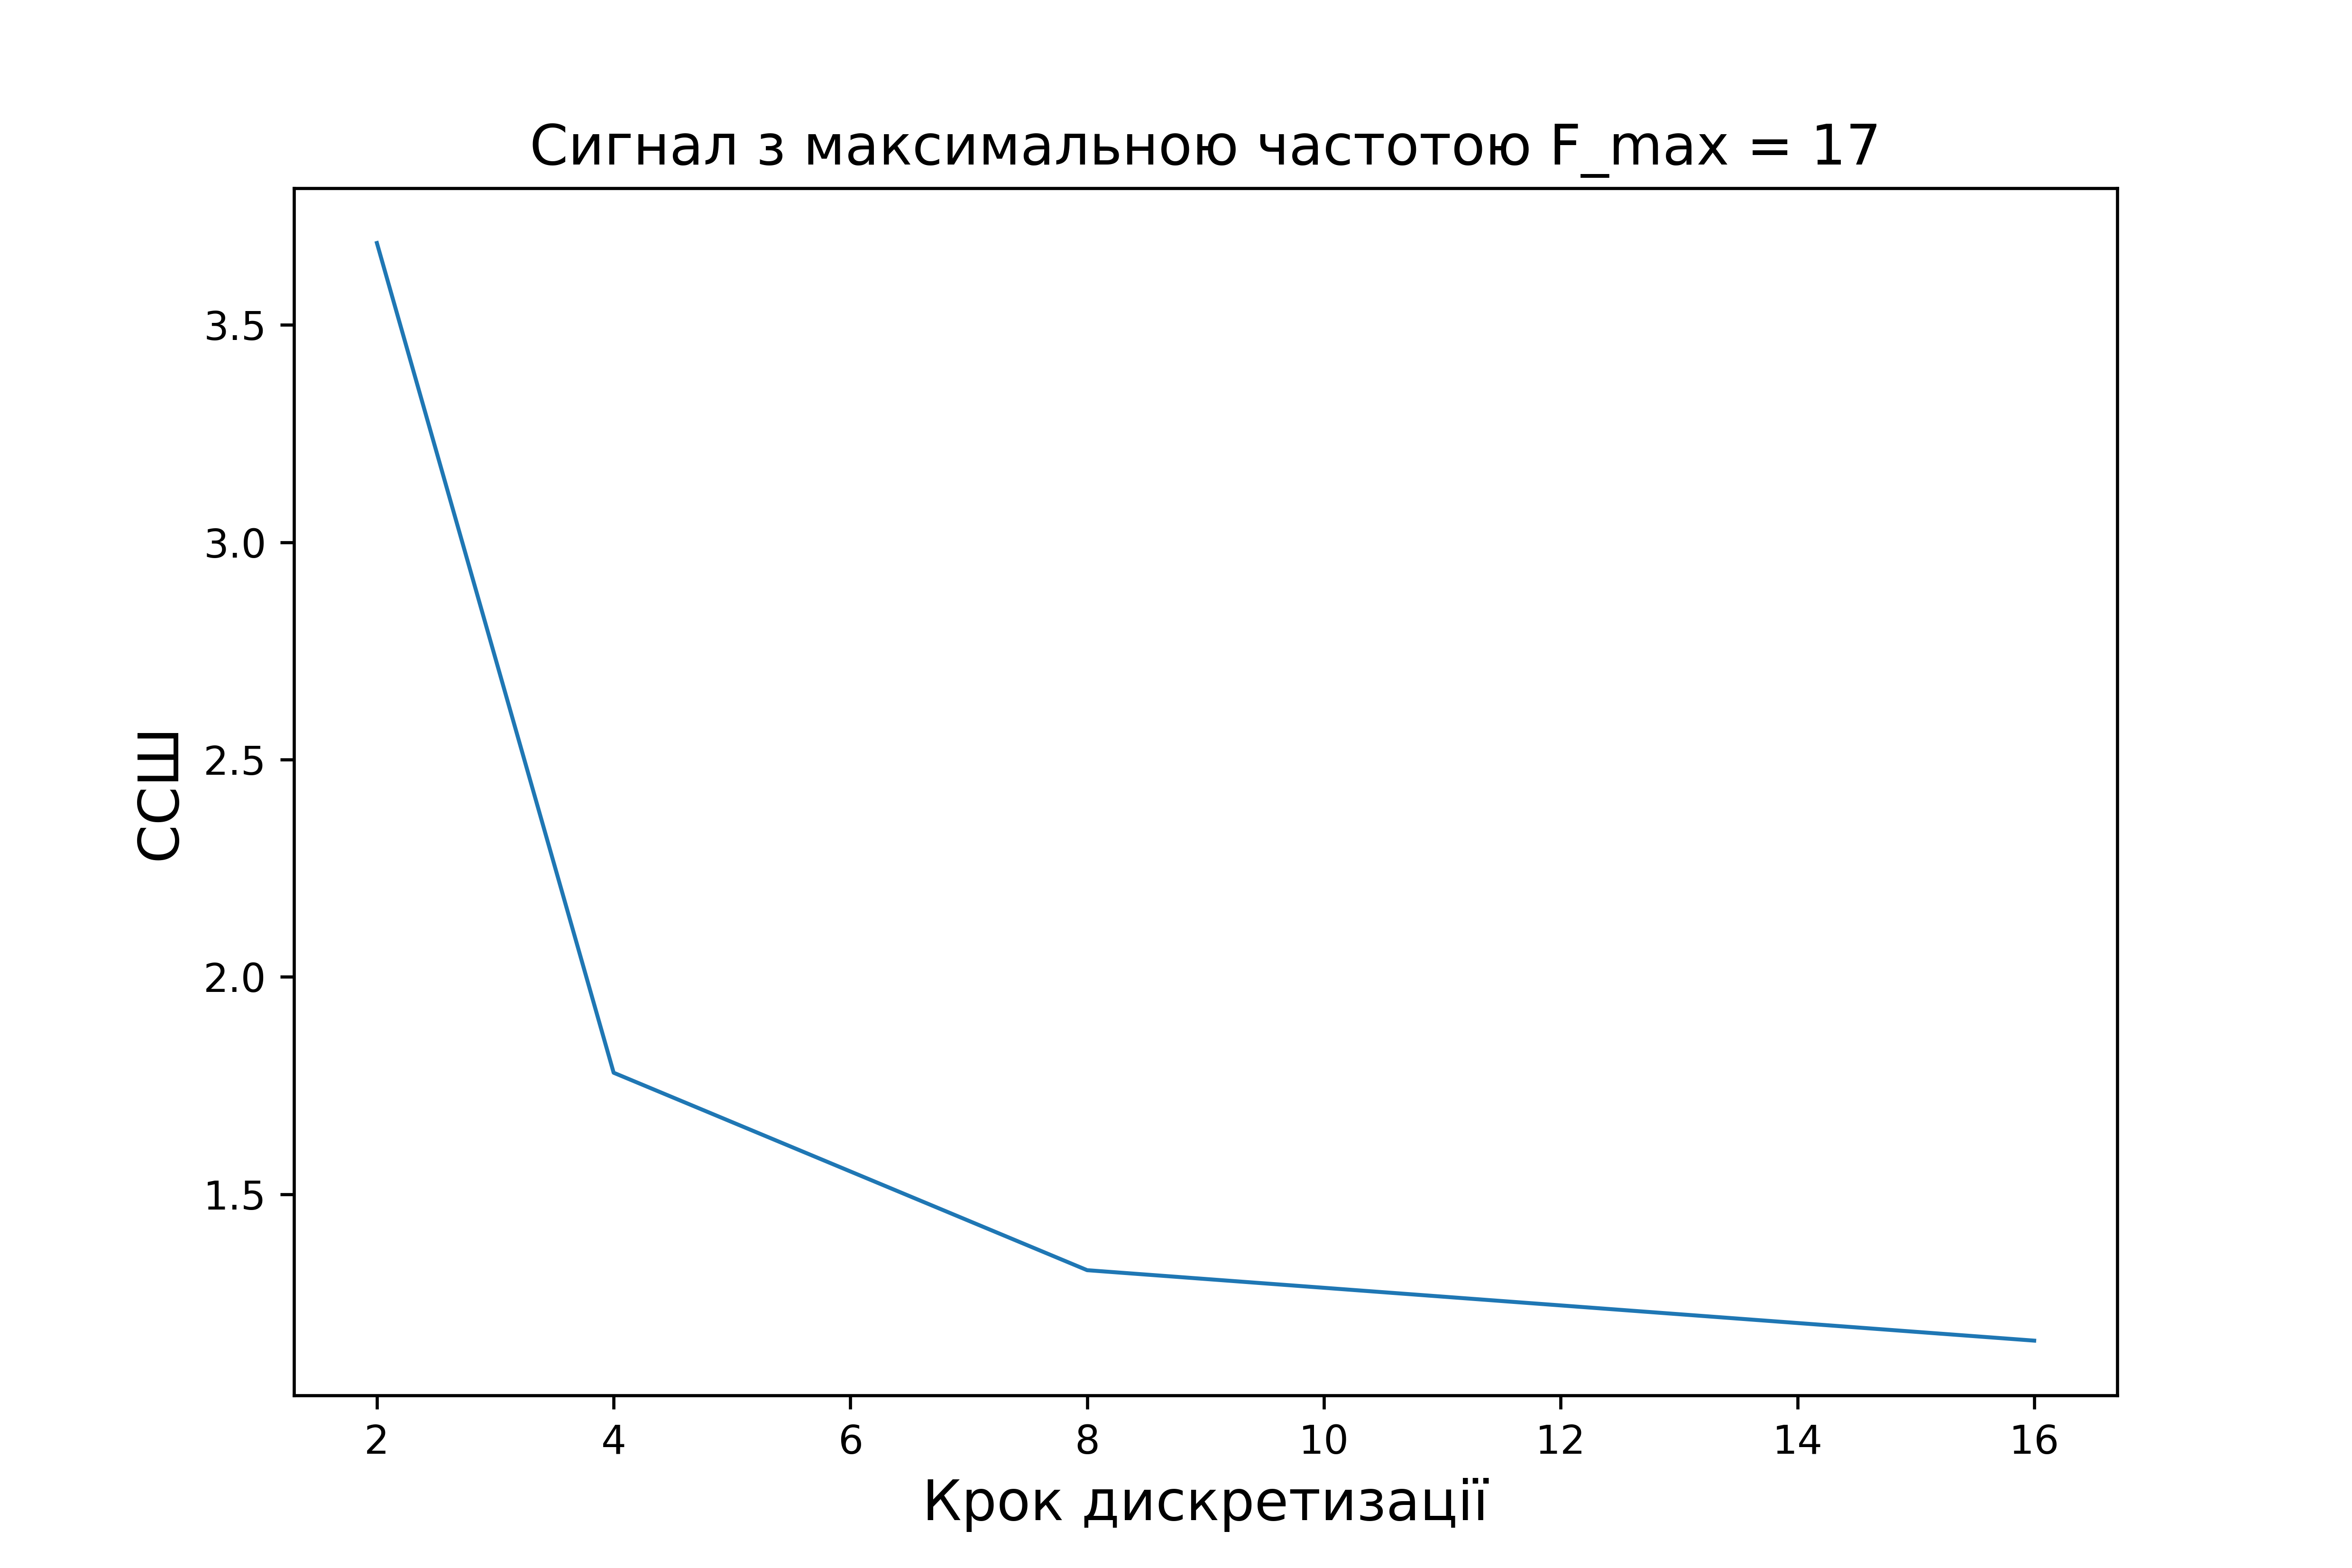 Сигнал з максимальною частотою F_max = 17
ССШ
3.5
3.0
2.5
2.0
1.5
2 4 6 8 10 12 14 16
Крок дискретизації